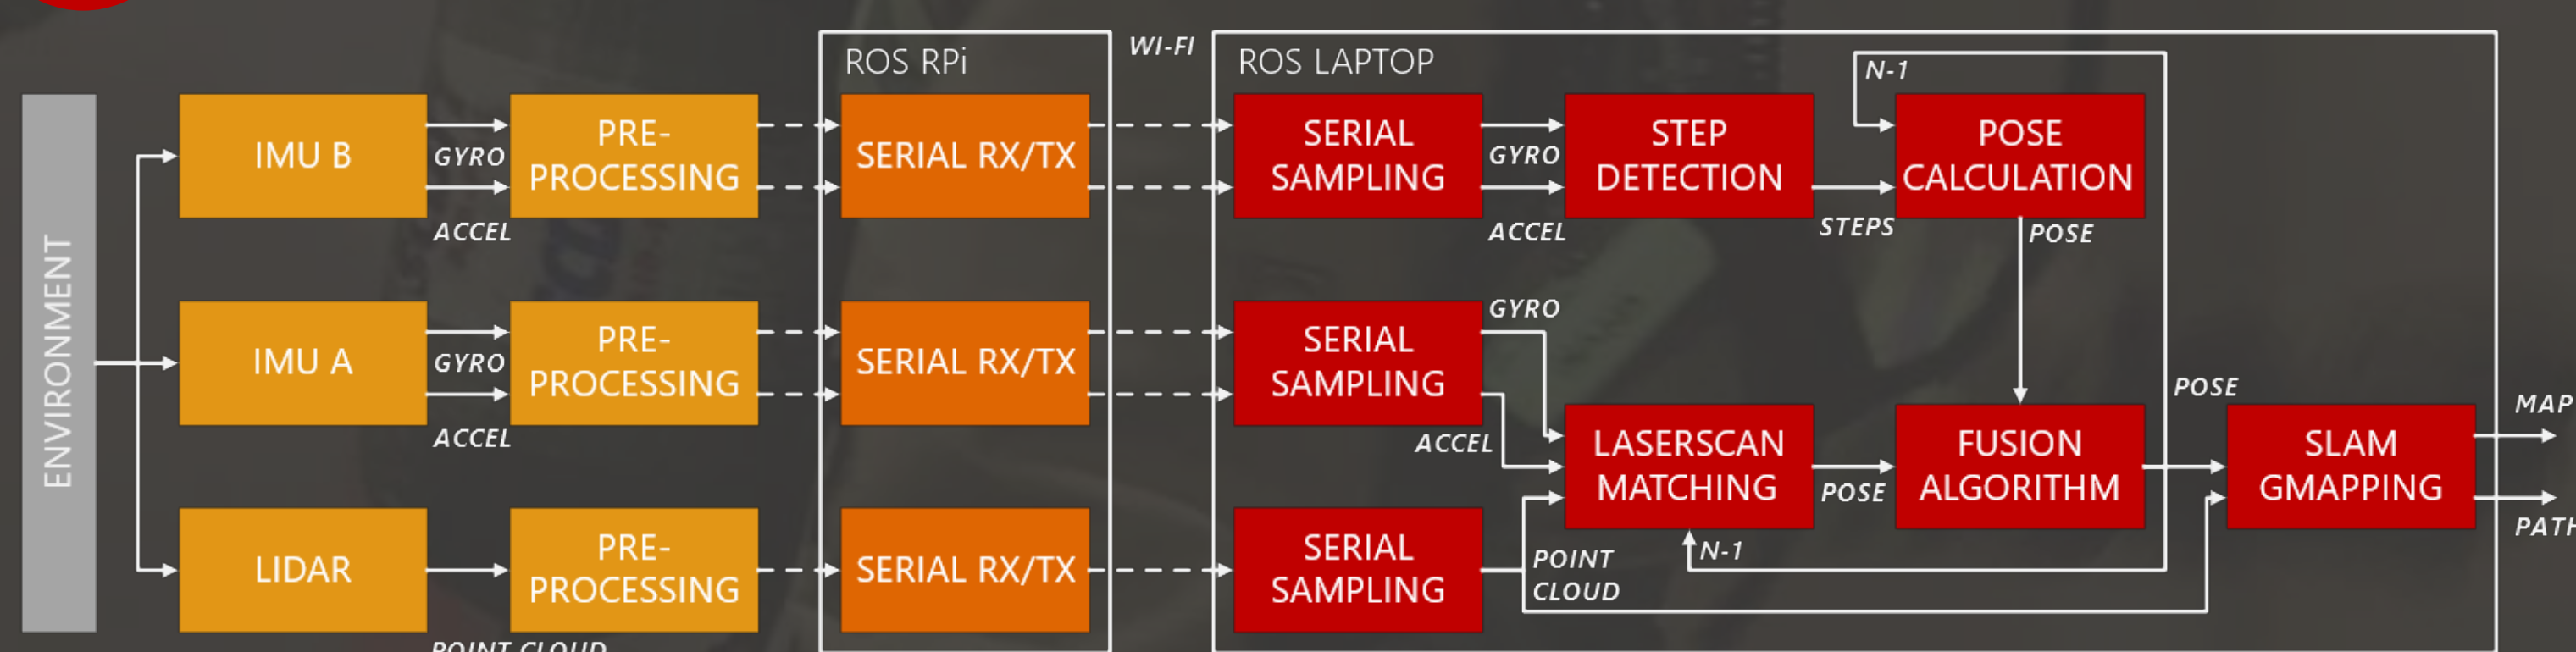 ROS RPi
WI-FI
ROS LAPTOP
N-1
ENVIRONMENT
IMU B
GYRO
ACCEL
PRE-
PROCESSING
SERIAL RX/TX
SERIAL
SAMPLING
GYRO
ACCEL
STEP
DETECTION
STEPS
POSE
CALCULATION
POSE
IMU A
GYRO
ACCEL
PRE-
PROCESSING
SERIAL RX/TX
SERIAL
SAMPLING
GYRO
ACCEL
LASERSCAN
MATCHING
POSE
FUSION
ALGORITHM
POSE
SLAM
GMAPPING
MAP
PATH
LIDAR
POINT CLOUD
PRE-
PROCESSING
SERIAL RX/TX
SERIAL
SAMPLING
POINT
CLOUD
N-1